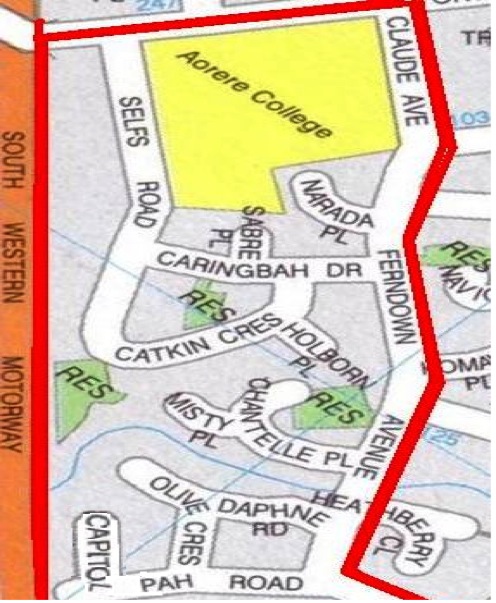 247
CLAUDE AVE
TR
Aorere College
103
SELFS ROAD
SOUTH WESTERN MOTORWAY
NARADA
PL
SABRE
PL
CARINGBAH DR
FERNDOWN AVENUE
RES
NAVIG
RES
CATKIN CRES
HOLBORN
PL
HOMA
PL
RES
CHANTELLE PL
RES
MISTY
PL
125
OLIVE CRES
DAPHNE
RD
HEATHBERRY
CL
CAPITOL
PAH ROAD